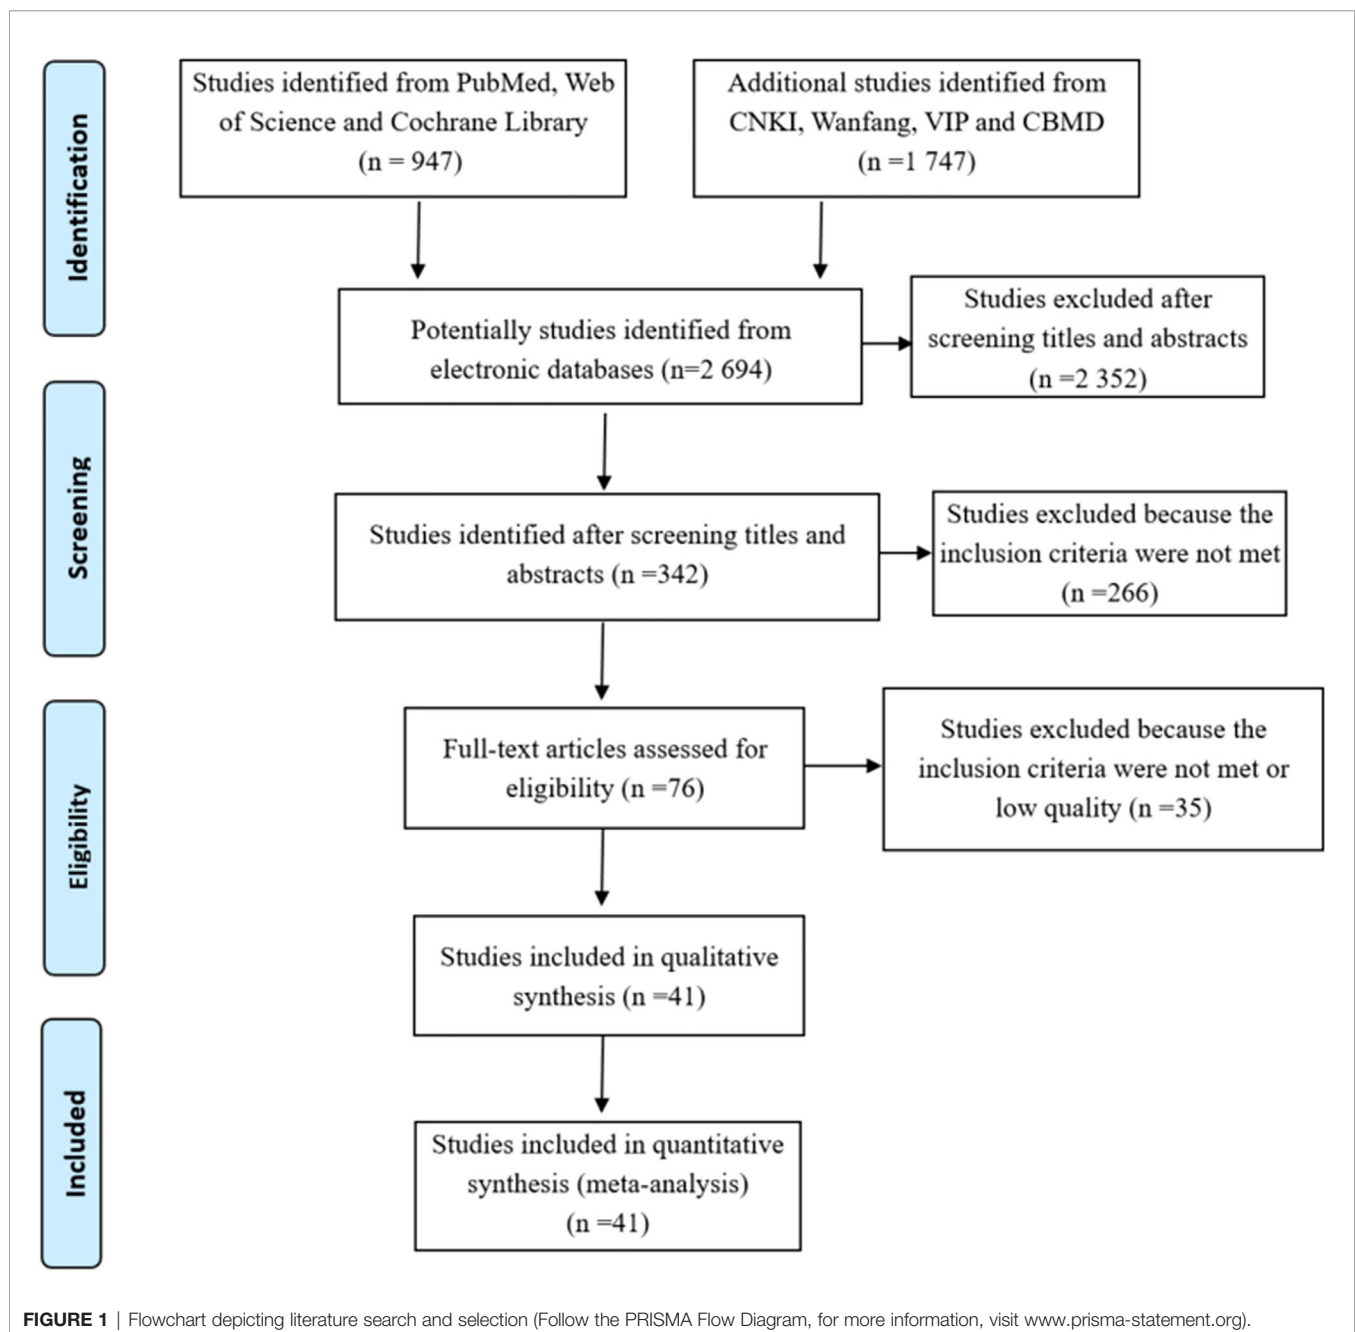 Identification
Studies identified from PubMed, Web
of Science and Cochrane Library
(n = 947)
Additional studies identified from
CNKI, Wanfang, VIP and CBMD
(n =1 747)
Potentially studies identified from
electronic databases (n=2 694)
Studies excluded after
screening titles and abstracts
(n =2 352)
Screening
Studies identified after screening titles and
abstracts (n =342)
Studies excluded because the
inclusion criteria were not met
(n =266)
Eligibility
Full-text articles assessed for
eligibility (n =76)
Studies excluded because the
inclusion criteria were not met or
low quality (n =35)
Studies included in qualitative
synthesis (n =41)
Included
Studies included in quantitative
synthesis (meta-analysis)
(n =41)
FIGURE 1 | Flowchart depicting literature search and selection (Follow the PRISMA Flow Diagram, for more information, visit www.prisma-statement.org).